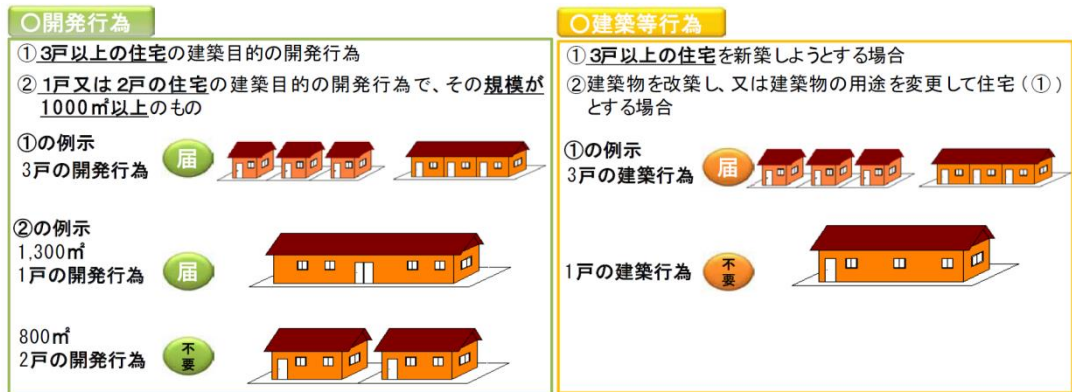 〇開発行為
①3戸以上の住宅の建築目的の開発行為
②1戸又は2戸の住宅の建築目的の開発行為で、その規模が
1000㎡以上のもの
①の例示
3戸の開発行為
届
②の例示
1,300㎡
1戸の開発行為
届
800㎡
2戸の開発行為
不要
〇建築等行為
①3戸以上の住宅を新築しようとする場合
②建築物を改築し、又は建築物の用途を変更して住宅(①)
とする場合
①の例示
3戸の建築行為
届
1戸の建築行為
不要